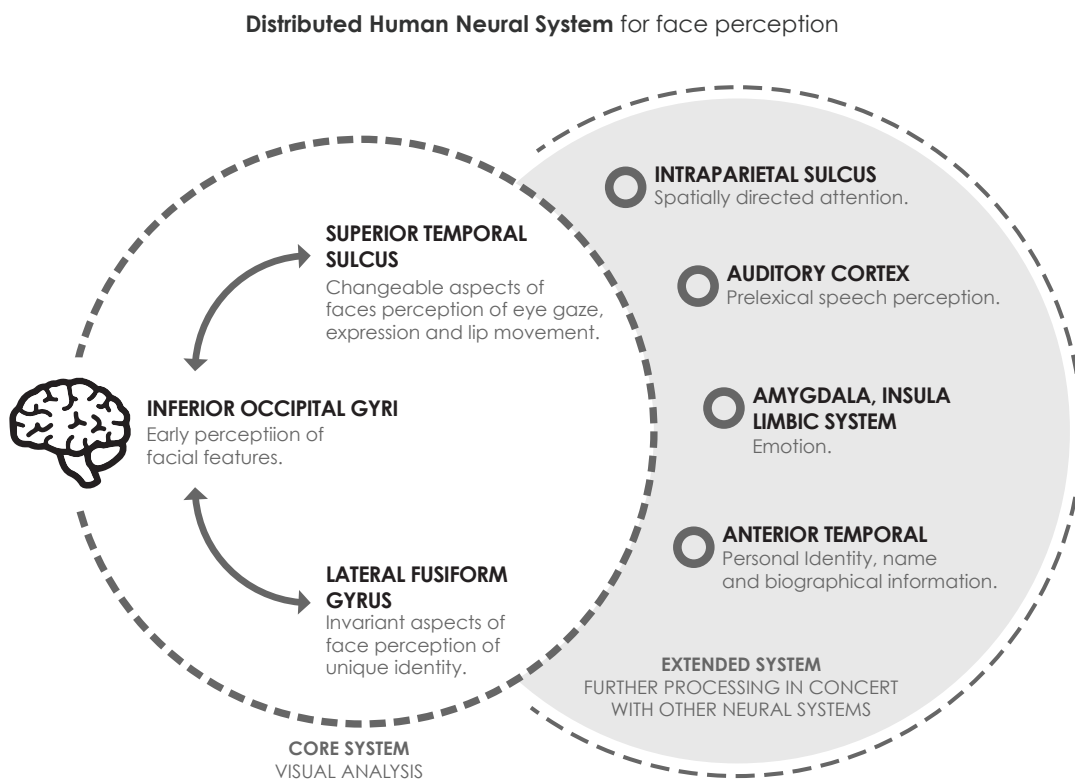 Distributed Human Neural System for face perception
SUPERIOR TEMPORAL
SULCUS
Changeable aspects of
faces perception of eye gaze,
expression and lip movement.
INFERIOR OCCIPITAL GYRI
Early perceptiion of
facial features.
LATERAL FUSIFORM
GYRUS
Invariant aspects of
face perception of
unique identity.
CORE SYSTEM
VISUAL ANALYSIS
INTRAPARIETAL SULCUS
Spatially directed attention.
AUDITORY CORTEX
Prelexical speech perception.
AMYGDALA, INSULA
LIMBIC SYSTEM
Emotion.
ANTERIOR TEMPORAL
Personal Identity, name
and biographical information.
EXTENDED SYSTEM
FURTHER PROCESSING IN CONCERT
WITH OTHER NEURAL SYSTEMS